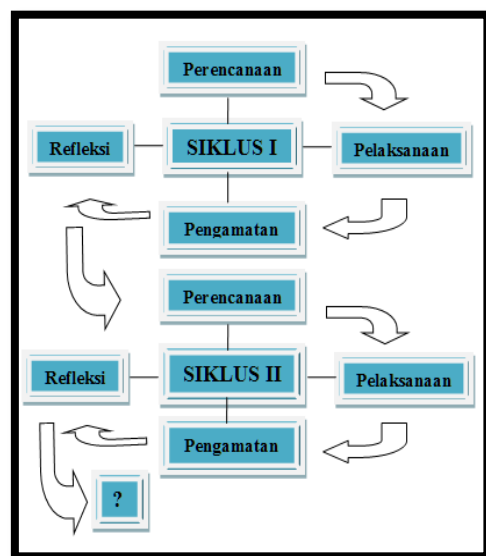 Perencanaan
Refleksi
SIKLUS I
Pelaksanaan
Pengamatan
Perencanaan
Refleksi
SIKLUS II
Pelaksanaan
Pengamatan
?